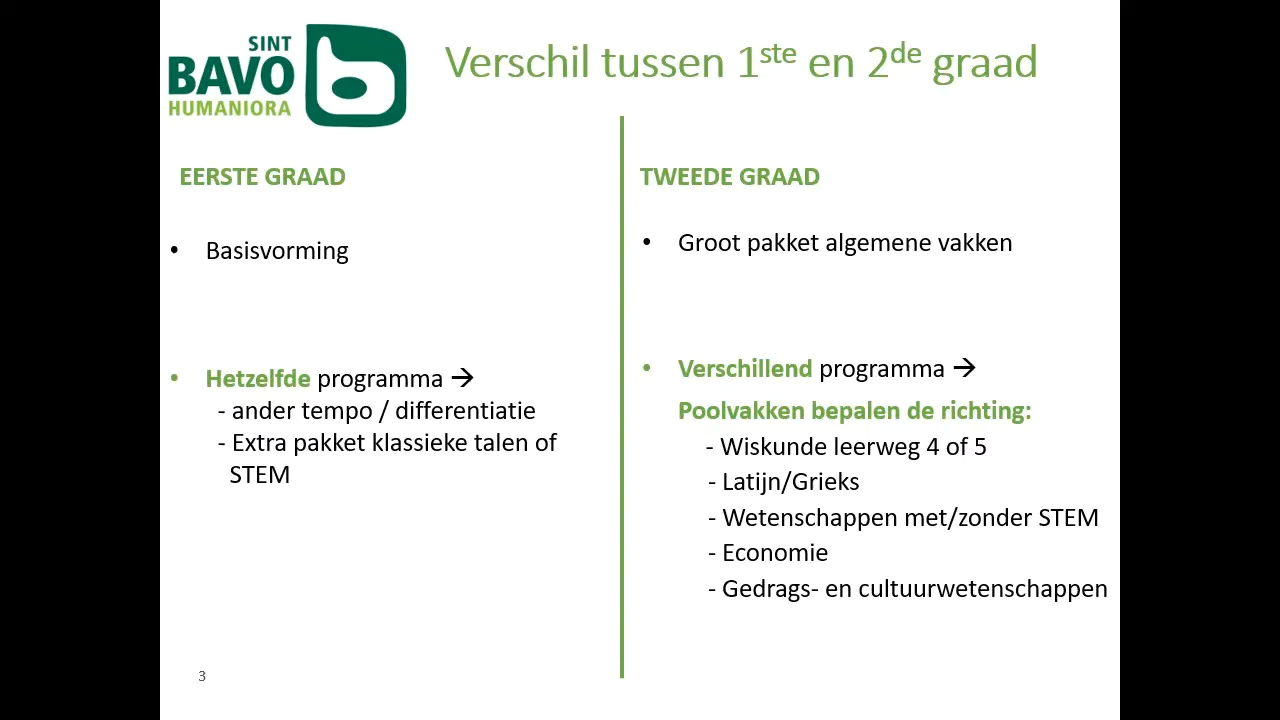 SINT
BAVO
HUMANIORA
Verschil tussen 1ste en 2de graad
EERSTE GRAAD
• Basisvorming
• Hetzelfde programma →
- ander tempo / differentiatie
- Extra pakket klassieke talen of
STEM
TWEEDE GRAAD
• Groot pakket algemene vakken
• Verschillend programma →
Poolvakken bepalen de richting:
- Wiskunde leerweg 4 of 5
- Latijn/Grieks
- Wetenschappen met/zonder STEM
- Economie
- Gedrags- en cultuurwetenschappen
3